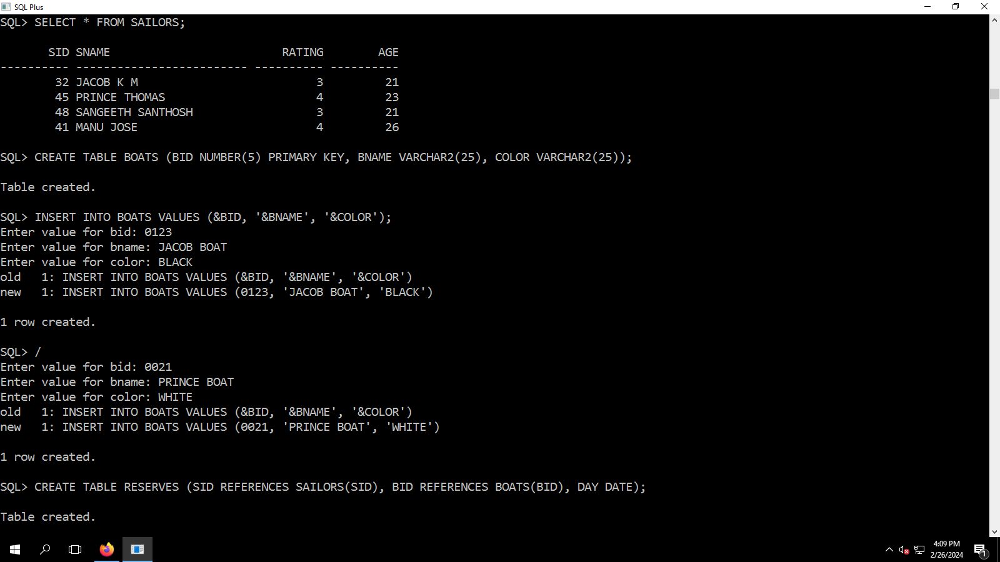 SQL Plus
SQL> SELECT * FROM SAILORS;
       SID SNAME                         RATING        AGE
---------- ------------------------- ---------- ----------
        32 JACOB K M                          3         21
        45 PRINCE THOMAS                      4         23
        48 SANGEETH SANTHOSH                  3         21
        41 MANU JOSE                          4         26
SQL> CREATE TABLE BOATS (BID NUMBER(5) PRIMARY KEY, BNAME VARCHAR2(25), COLOR VARCHAR2(25));
Table created.
SQL> INSERT INTO BOATS VALUES (&BID, '&BNAME', '&COLOR');
Enter value for bid: 0123
Enter value for bname: JACOB BOAT
Enter value for color: BLACK
old   1: INSERT INTO BOATS VALUES (&BID, '&BNAME', '&COLOR')
new   1: INSERT INTO BOATS VALUES (0123, 'JACOB BOAT', 'BLACK')
1 row created.
SQL> /
Enter value for bid: 0021
Enter value for bname: PRINCE BOAT
Enter value for color: WHITE
old   1: INSERT INTO BOATS VALUES (&BID, '&BNAME', '&COLOR')
new   1: INSERT INTO BOATS VALUES (0021, 'PRINCE BOAT', 'WHITE')
1 row created.
SQL> CREATE TABLE RESERVES (SID REFERENCES SAILORS(SID), BID REFERENCES BOATS(BID), DAY DATE);
Table created.
4:09 PM
2/26/2024
1